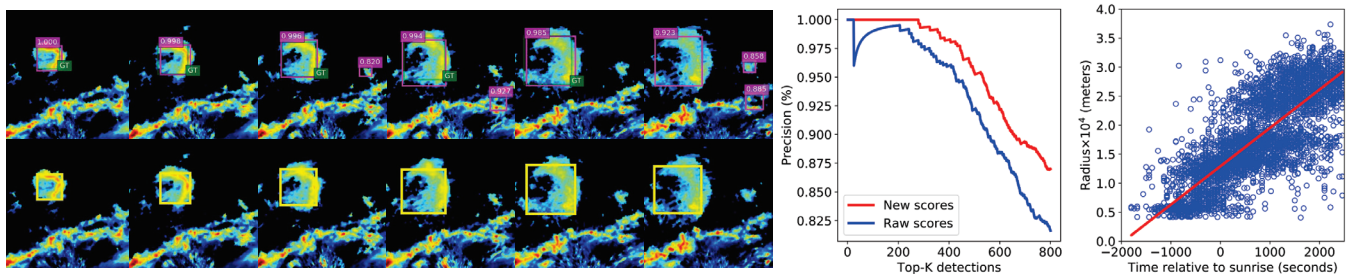 1.000
GT
0.998
GT
0.996
0.820
GT
0.994
GT
0.927
0.985
GT
0.923
0.858
0.885
1.000
0.975
0.950
0.925
0.900
0.875
0.850
0.825
Precision (%)
New scores
Raw scores
0 200 400 600 800
Top-K detections
4.0
3.5
3.0
2.5
2.0
1.5
1.0
0.5
0.0
Radius×10⁴ (meters)
−2000 −1000 0 1000 2000
Time relative to sunrise (seconds)